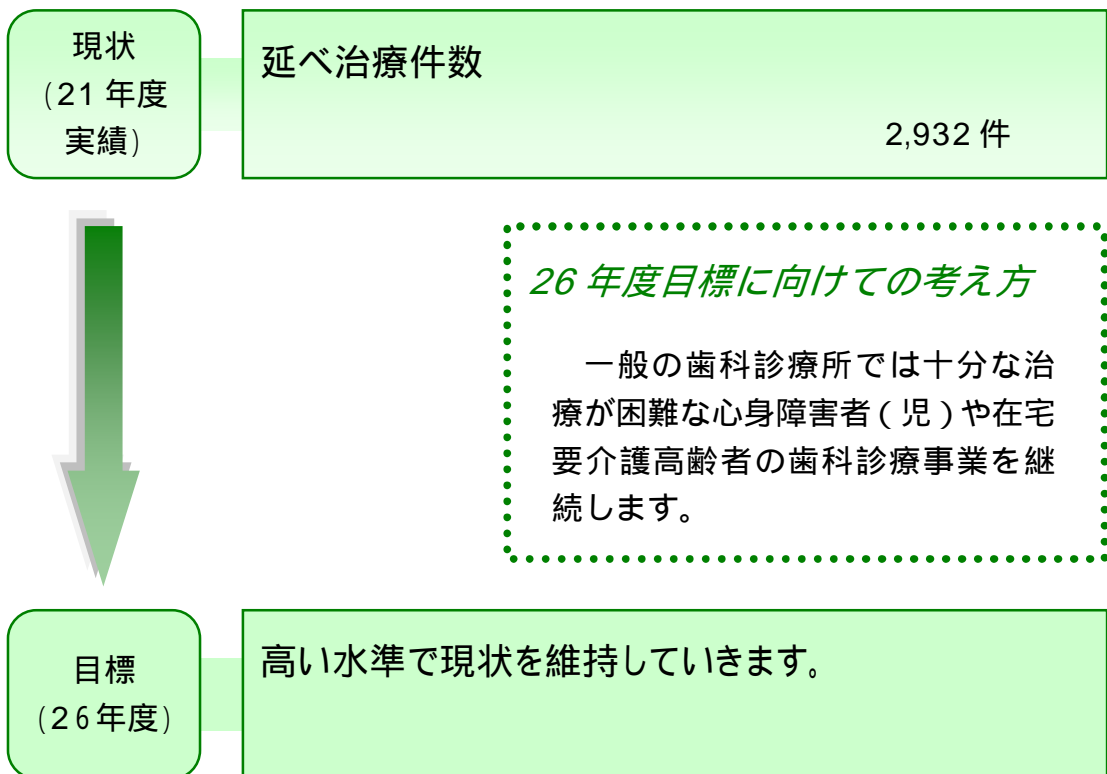 現状
(21年度
実績)
延べ治療件数
2,932件
26年度目標に向けての考え方
一般の歯科診療所では十分な治
療が困難な心身障害者(児)や在宅
要介護高齢者の歯科診療事業を継
続します。
目標
(26年度)
高い水準で現状を維持していきます。